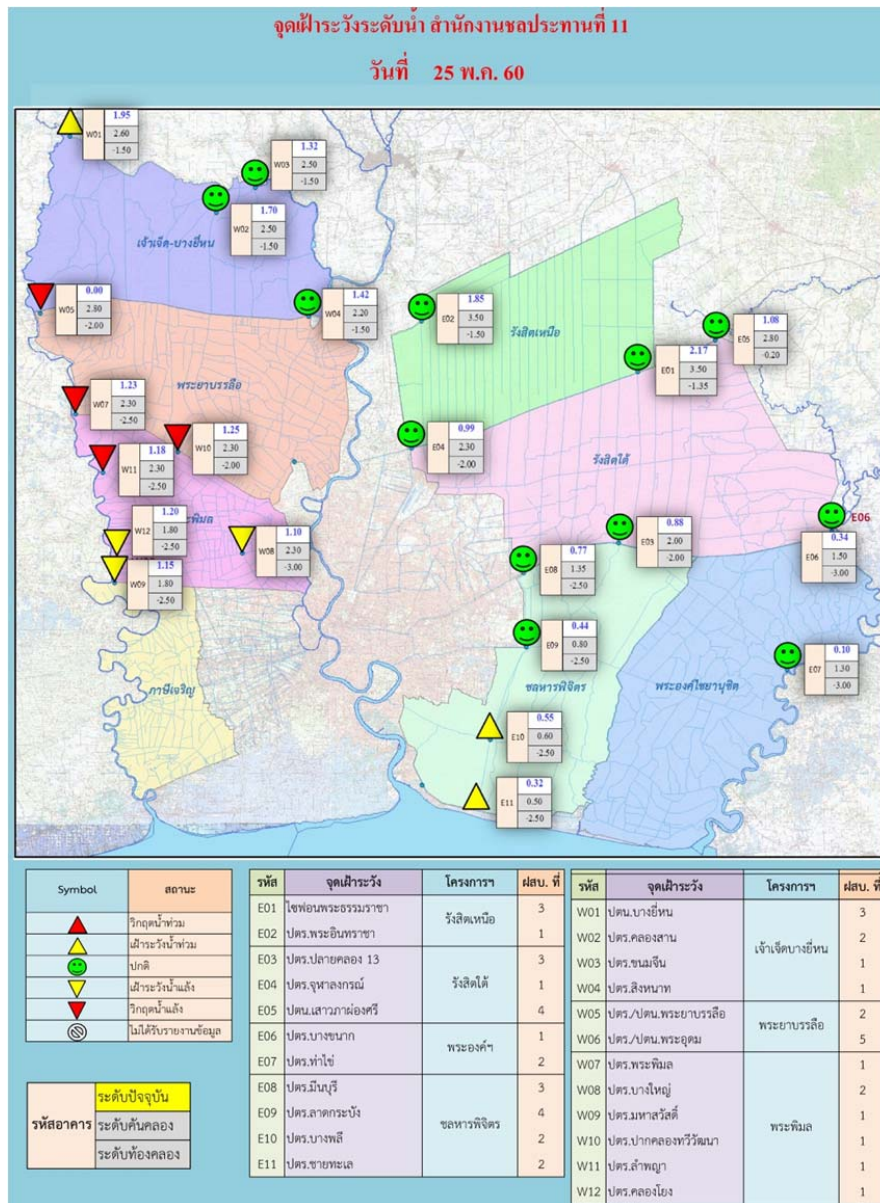 จุดเฝ้าระวังระดับน้ำ สำนักงานชลประทานที่ 11
วันที่ 25 พ.ค. 60
W01 1.95 2.60 -1.50
W03 1.32 2.50 -1.50
W02 1.70 2.50 -1.50
เจ้าเจ็ด-บางยี่หน
W05 0.00 2.80 -2.00
W04 1.42 2.20 -1.50
E02 1.85 3.50 -1.50
รังสิตเหนือ
E05 1.08 2.80 -0.20
E01 2.17 3.50 -1.35
พระยาบรรลือ
W07 1.23 2.30 -2.50
W10 1.25 2.30 -2.00
E04 0.99 2.30 -2.00
รังสิตใต้
W11 1.18 2.30 -2.50
W12 1.20 1.80 -2.50
ะพิมล
W08 1.10 2.30 -3.00
E03 0.88 2.00 -2.00
E06
E06 0.34 1.50 -3.00
W09 1.15 1.80 -2.50
E08 0.77 1.35 -2.50
E09 0.44 0.80 -2.50
ภาษีเจริญ
ชลหารพิจิตร
พระองค์ไชยานุชิต
E07 0.10 1.30 -3.00
E10 0.55 0.60 -2.50
E11 0.32 0.50 -2.50
Symbol สถานะ
วิกฤตน้ำท่วม
เฝ้าระวังน้ำท่วม
ปกติ
เฝ้าระวังน้ำแล้ง
วิกฤตน้ำแล้ง
ไม่ได้รับรายงานข้อมูล
รหัสอาคาร
ระดับปัจจุบัน
ระดับคันคลอง
ระดับท้องคลอง
รหัส จุดเฝ้าระวัง โครงการฯ ฝสบ. ที่
E01 ไซฟ่อนพระธรรมราชา รังสิตเหนือ 3
E02 ปตร.พระอินทราชา 1
E03 ปตร.ปลายคลอง 13 3
E04 ปตร.จุฬาลงกรณ์ รังสิตใต้ 1
E05 ปตน.เสาวภาผ่องศรี 4
E06 ปตร.บางขนาก พระองค์ฯ 1
E07 ปตร.ท่าไข่ 2
E08 ปตร.มีนบุรี 3
E09 ปตร.ลาดกระบัง ชลหารพิจิตร 4
E10 ปตร.บางพลี 2
E11 ปตร.ชายทะเล 2
รหัส จุดเฝ้าระวัง โครงการฯ ฝสบ. ที่
W01 ปตน.บางยี่หน 3
W02 ปตร.คลองสาน เจ้าเจ็ดบางยี่หน 2
W03 ปตร.ขนมจีน 1
W04 ปตร.สิงหนาท 1
W05 ปตร./ปตน.พระยาบรรลือ พระยาบรรลือ 2
W06 ปตร./ปตน.พระอุดม 5
W07 ปตร.พระพิมล 1
W08 ปตร.บางใหญ่ 2
W09 ปตร.มหาสวัสดิ์ พระพิมล 1
W10 ปตร.ปากคลองทวีวัฒนา 1
W11 ปตร.ลำพญา 1
W12 ปตร.คลองโยง 1